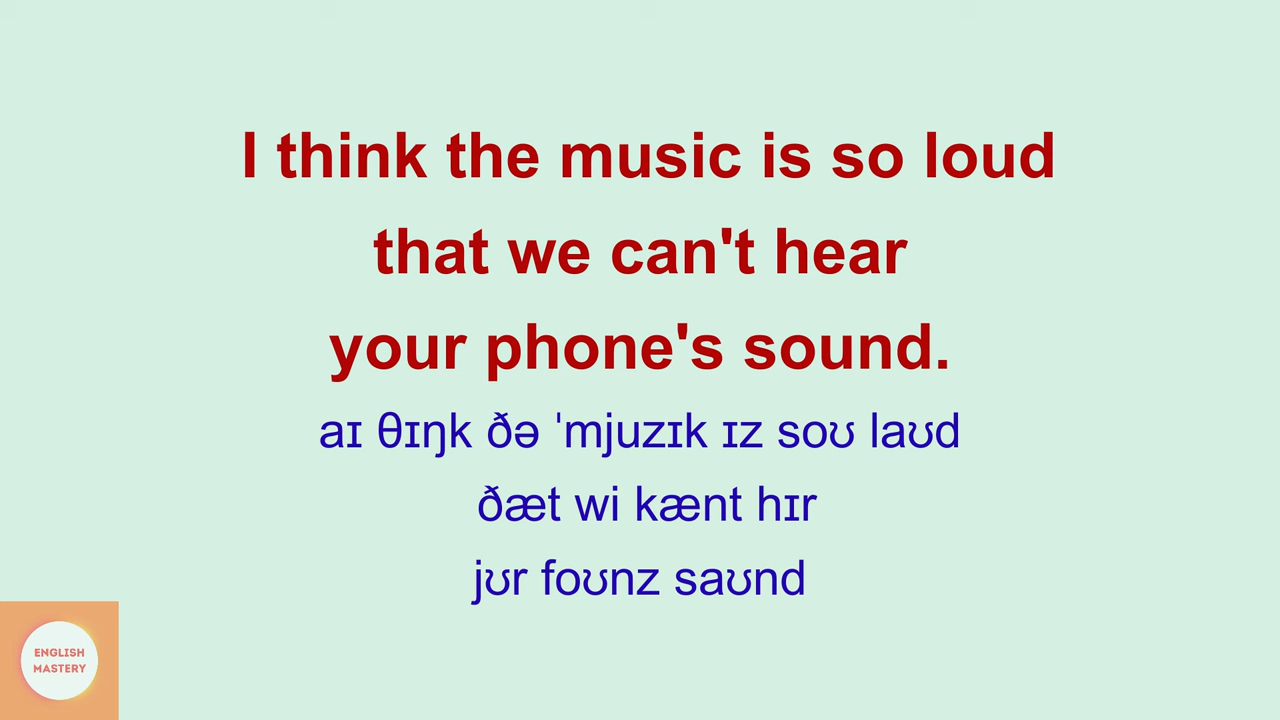 I think the music is so loud
that we can't hear
your phone's sound.
aɪ θɪŋk ðə ˈmjuzɪk ɪz soʊ laʊd
ðæt wi kænt hɪr
jʊr foʊnz saʊnd
ENGLISH
MASTERY